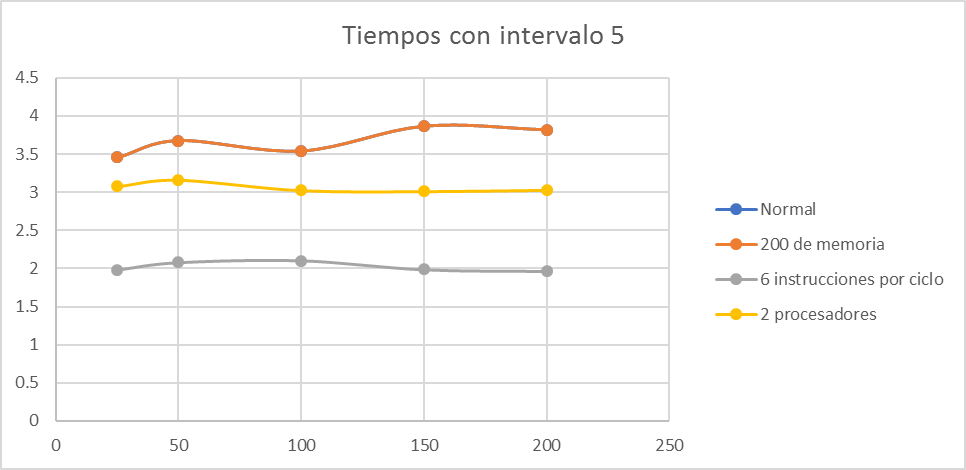 Tiempos con intervalo 5
4.5
4
3.5
3
2.5
2
1.5
1
0.5
0
0 50 100 150 200 250
Normal
200 de memoria
6 instrucciones por ciclo
2 procesadores